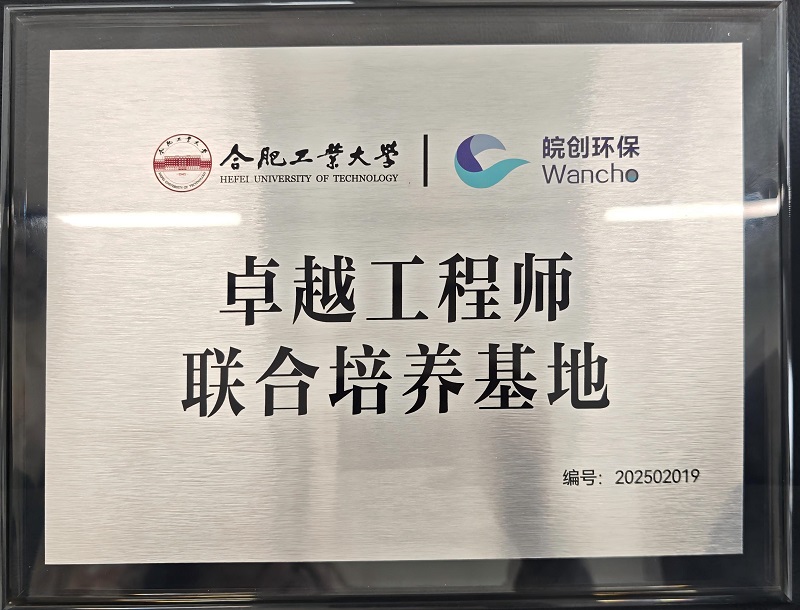 合肥工業大學
HEFEI UNIVERSITY OF TECHNOLOGY
皖创环保
Wancho
卓越工程师
联合培养基地
编号：202502019